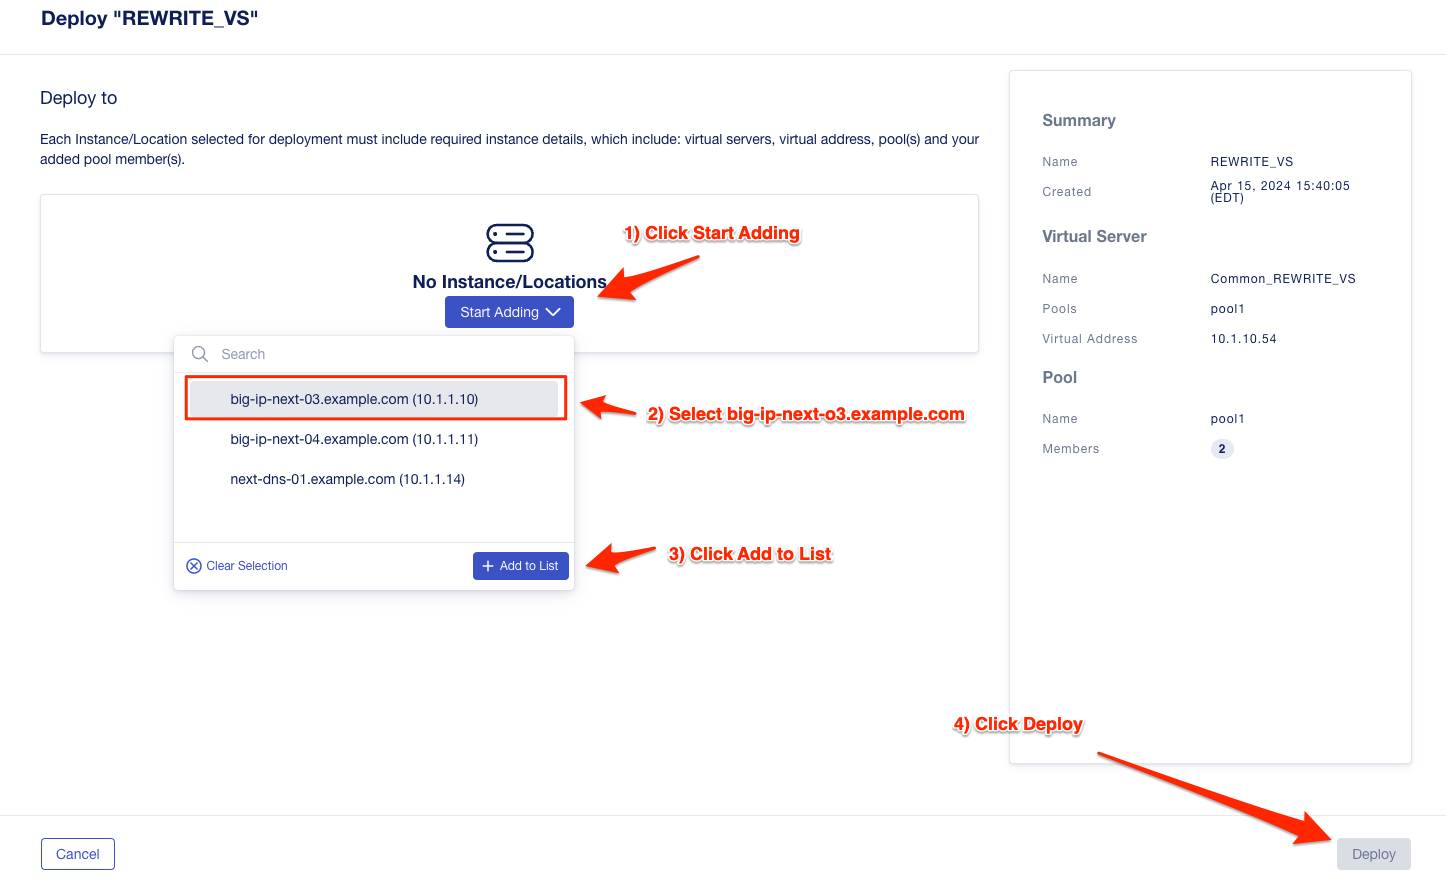 Deploy "REWRITE_VS"
Deploy to
Each Instance/Location selected for deployment must include required instance details, which include: virtual servers, virtual address, pool(s) and your
added pool member(s).
1) Click Start Adding
No Instance/Locations
Start Adding
Search
big-ip-next-03.example.com (10.1.1.10)
2) Select big-ip-next-o3.example.com
big-ip-next-04.example.com (10.1.1.11)
next-dns-01.example.com (10.1.1.14)
Clear Selection
Add to List
3) Click Add to List
Summary
Name REWRITE_VS
Created Apr 15, 2024 15:40:05
(EDT)
Virtual Server
Name Common_REWRITE_VS
Pools pool1
Virtual Address 10.1.10.54
Pool
Name pool1
Members 2
4) Click Deploy
Cancel
Deploy